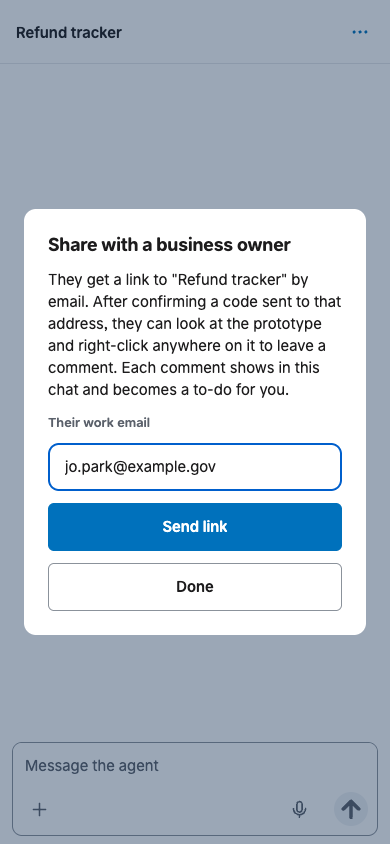 Refund tracker
Share with a business owner
They get a link to "Refund tracker" by
email. After confirming a code sent to that
address, they can look at the prototype
and right-click anywhere on it to leave a
comment. Each comment shows in this
chat and becomes a to-do for you.
Their work email
jo.park@example.gov
Send link
Done
Message the agent